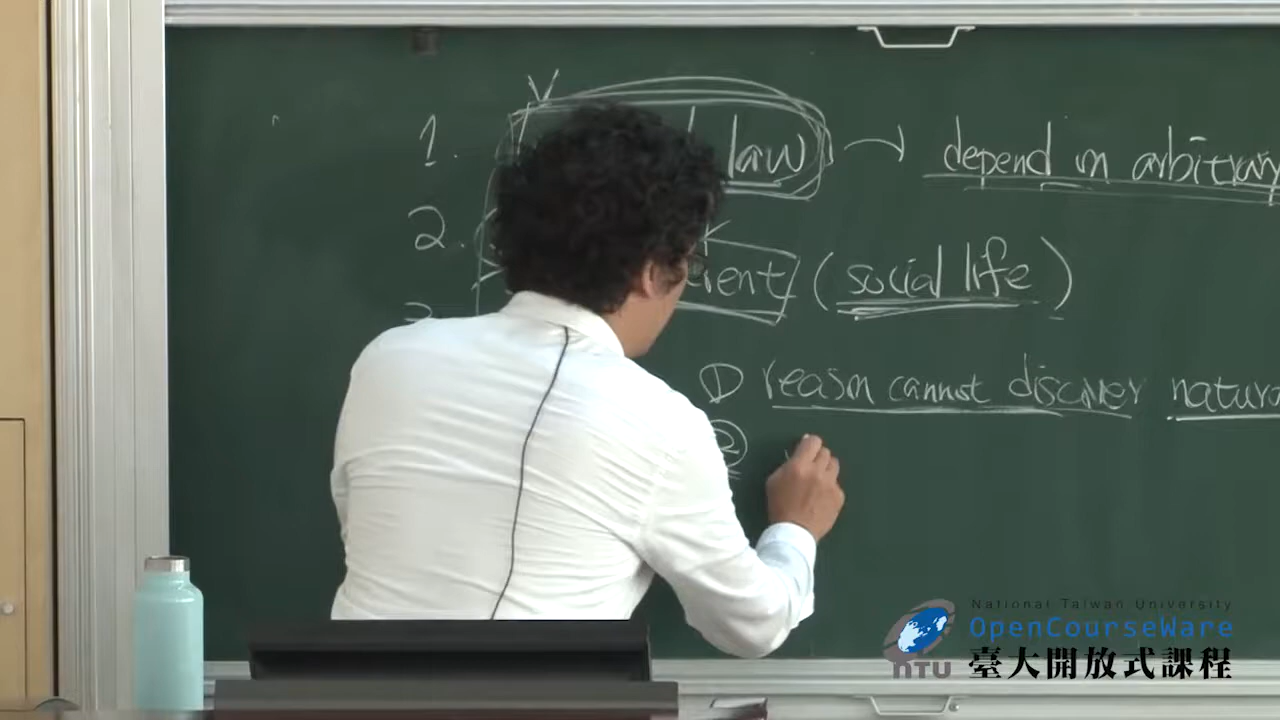 1. law → depend on arbitrary
2. (social life)
① reason cannot discover
②
National Taiwan University
OpenCourseWare
NTU 臺大開放式課程